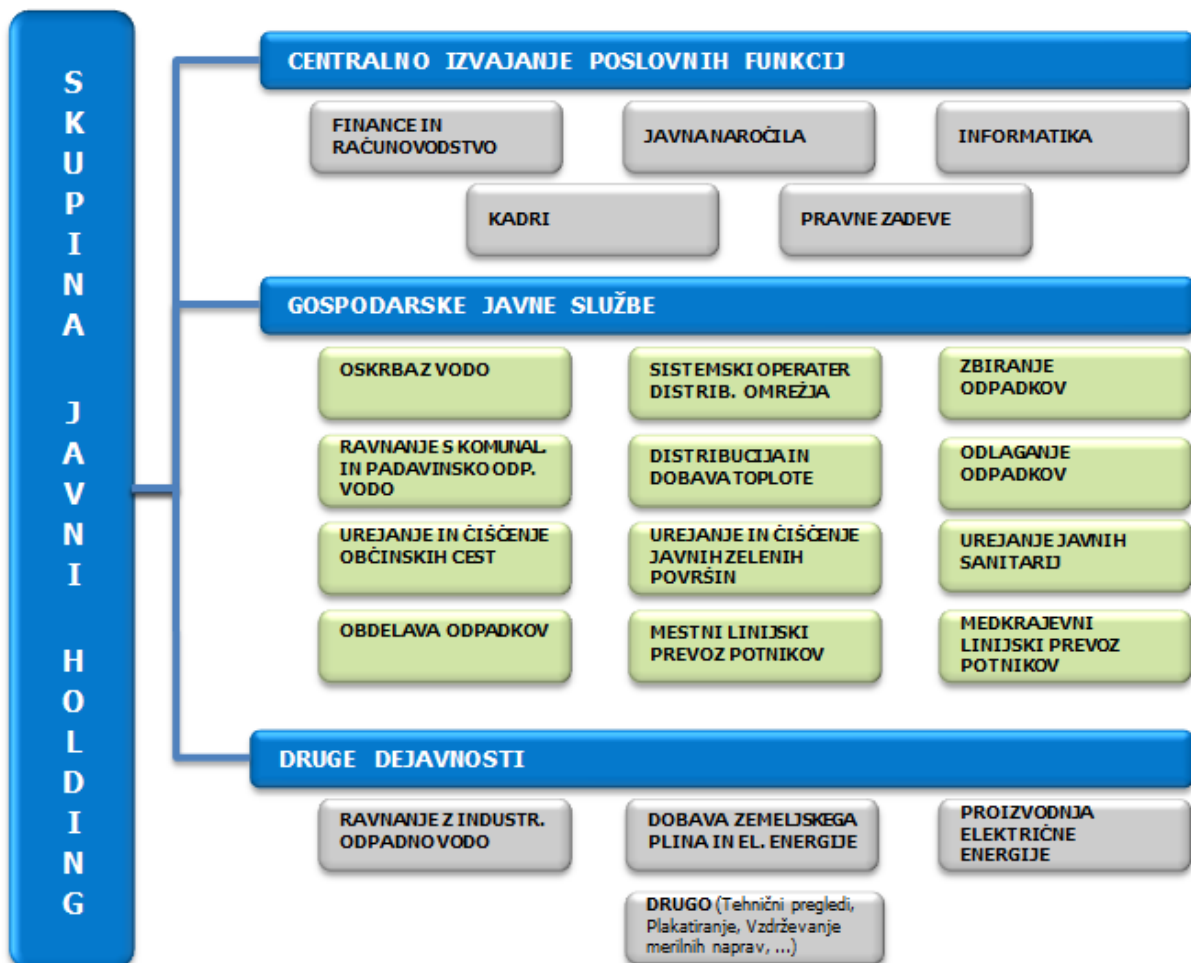 SKUPINA JAVNI HOLDING
CENTRALNO IZVAJANJE POSLOVNIH FUNKCIJ
FINANCE IN
RAČUNOVODSTVO
JAVNA NAROČILA
INFORMATIKA
KADRI
PRAVNE ZADEVE
GOSPODARSKE JAVNE SLUŽBE
OSKRBA Z VODO
SISTEMSKI OPERATER
DISTRIB. OMREŽJA
ZBIRANJE
ODPADKOV
RAVNANJE S KOMUNAL.
IN PADAVINSKO ODP.
VODO
DISTRIBUCIJA IN
DOBAVA TOPLOTE
ODLAGANJE
ODPADKOV
UREJANJE IN ČIŠČENJE
OBČINSKIH CEST
UREJANJE IN ČIŠČENJE
JAVNIH ZELENIH
POVRŠIN
UREJANJE JAVNIH
SANITARIJ
OBDELAVA ODPADKOV
MESTNI LINIJSKI
PREVOZ POTNIKOV
MEDKRAJEVNI
LINIJSKI PREVOZ
POTNIKOV
DRUGE DEJAVNOSTI
RAVNANJE Z INDUSTR.
ODPADNO VODO
DOBAVA ZEMELJSKEGA
PLINA IN EL. ENERGIJE
PROIZVODNJA
ELEKTRIČNE
ENERGIJE
DRUGO (Tehnični pregledi,
Plakatiranje, Vzdrževanje
merilnih naprav, ...)